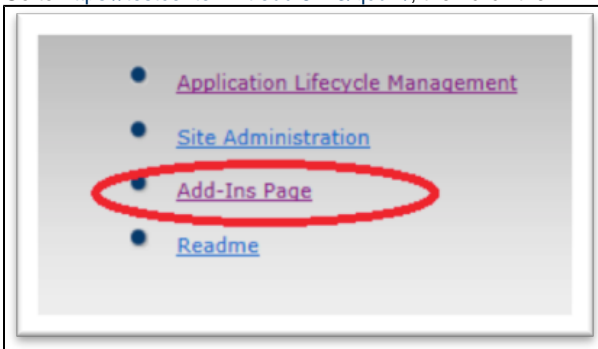 Application Lifecycle Management
Site Administration
Add-Ins Page
Readme